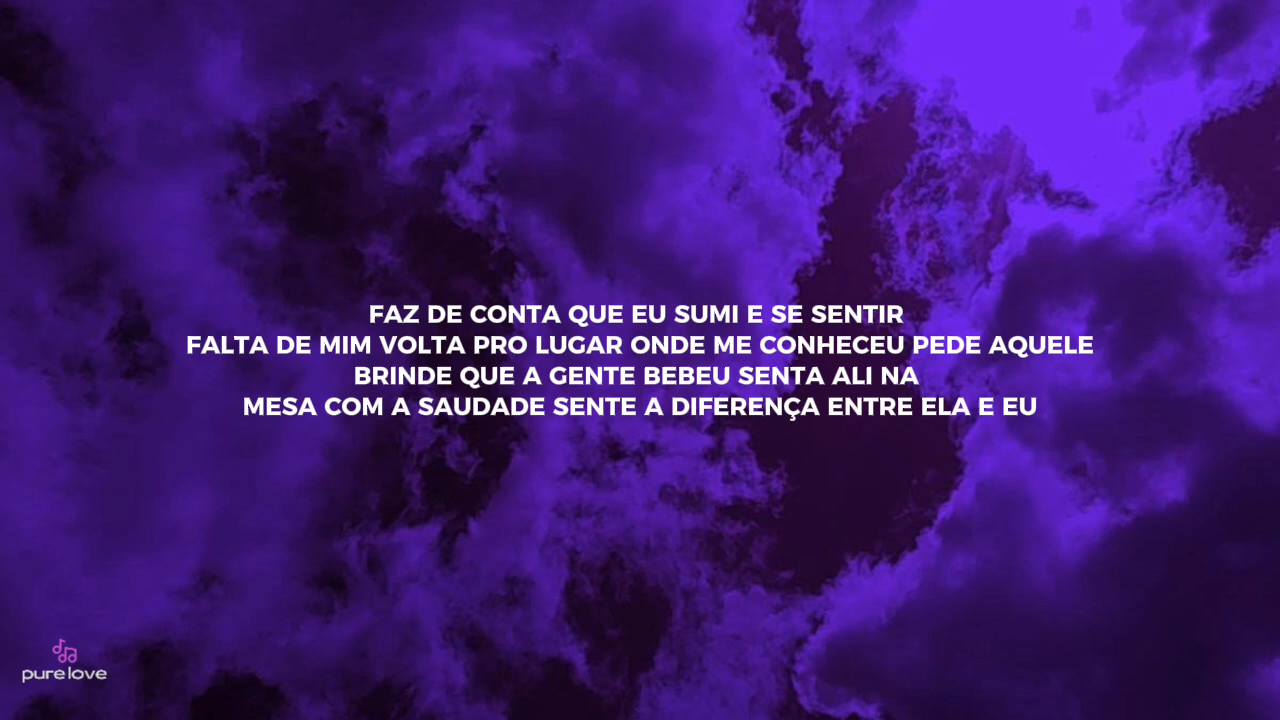 FAZ DE CONTA QUE EU SUMI E SE SENTIR
FALTA DE MIM VOLTA PRO LUGAR ONDE ME CONHECEU PEDE AQUELE
BRINDE QUE A GENTE BEBEU SENTA ALI NA
MESA COM A SAUDADE SENTE A DIFERENÇA ENTRE ELA E EU
pure love